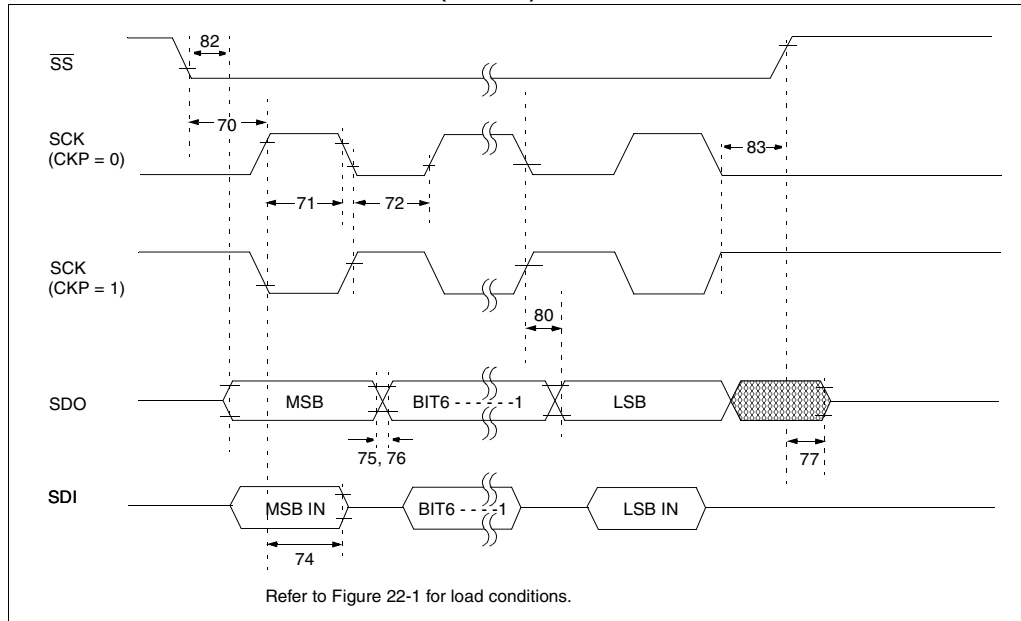 82
SS
70
SCK
(CKP = 0)
83
71
72
SCK
(CKP = 1)
80
SDO
MSB
BIT6 - - - - - -1
LSB
75, 76
77
SDI
MSB IN
BIT6 - - - -1
LSB IN
74
Refer to Figure 22-1 for load conditions.